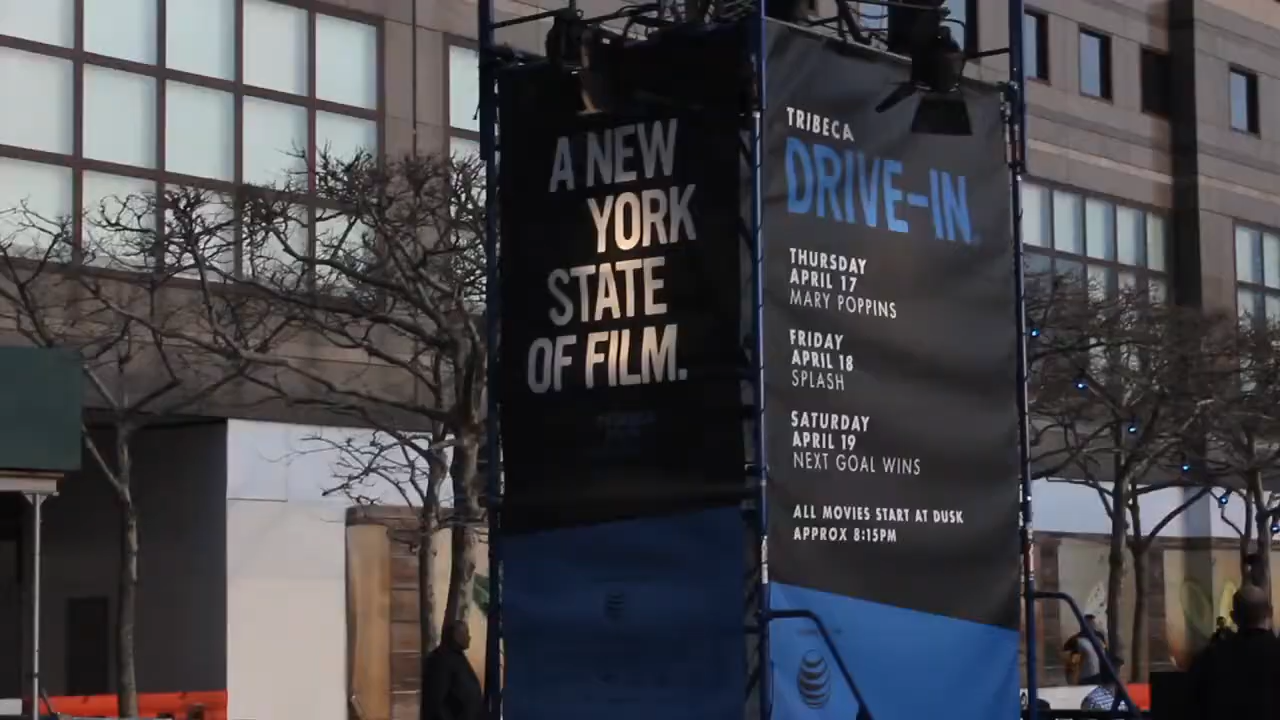 A NEW
YORK
STATE
OF FILM.
TRIBECA
DRIVE-IN
THURSDAY
APRIL 17
MARY POPPINS
FRIDAY
APRIL 18
SPLASH
SATURDAY
APRIL 19
NEXT GOAL WINS
ALL MOVIES START AT DUSK
APPROX 8:15PM